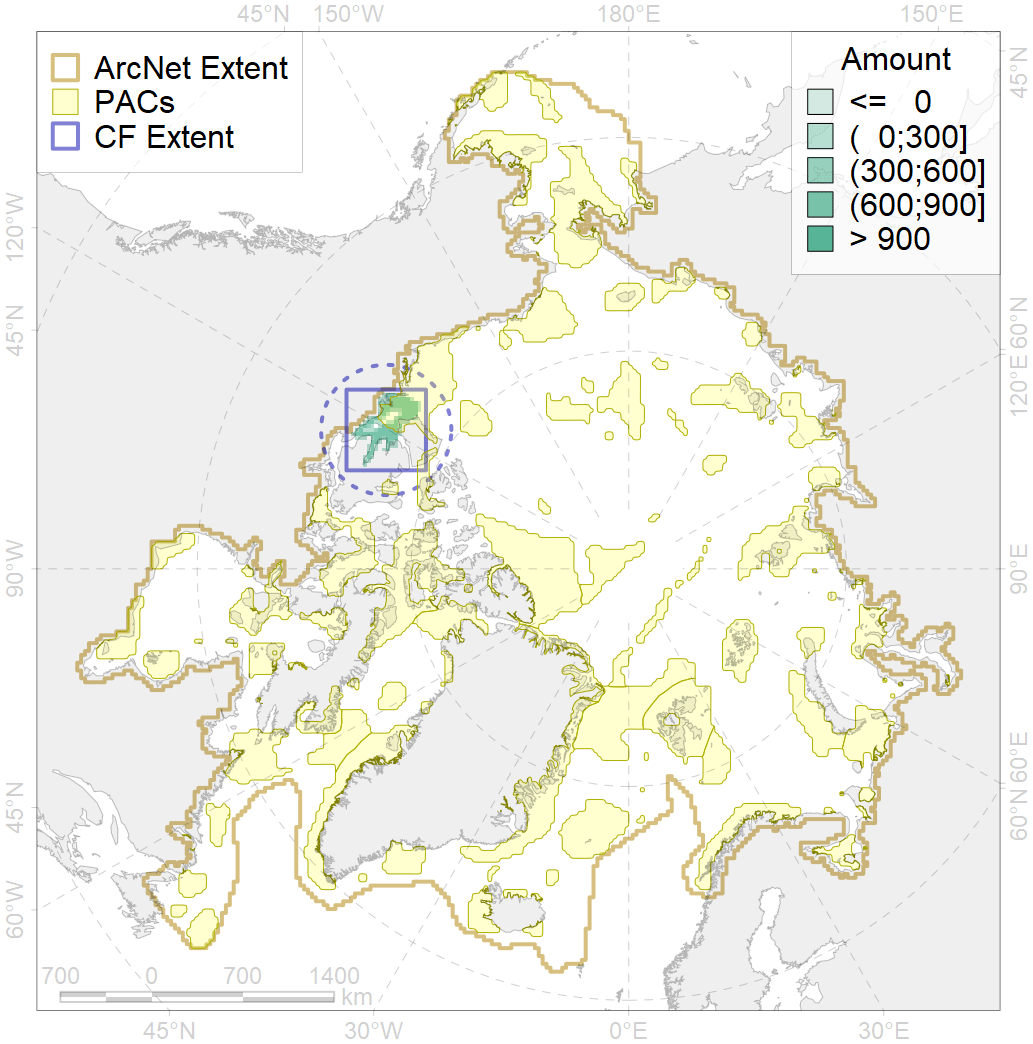 45°N 150°W 180°E 150°E
ArcNet Extent
PACs
CF Extent
Amount
<= 0
( 0;300]
(300;600]
(600;900]
> 900
45°N
120°W
45°N
60°N
120°E
90°W
90°E
60°E
45°N
60°N
60°W
700 0 700 1400
km
45°N 30°W 0°E 30°E